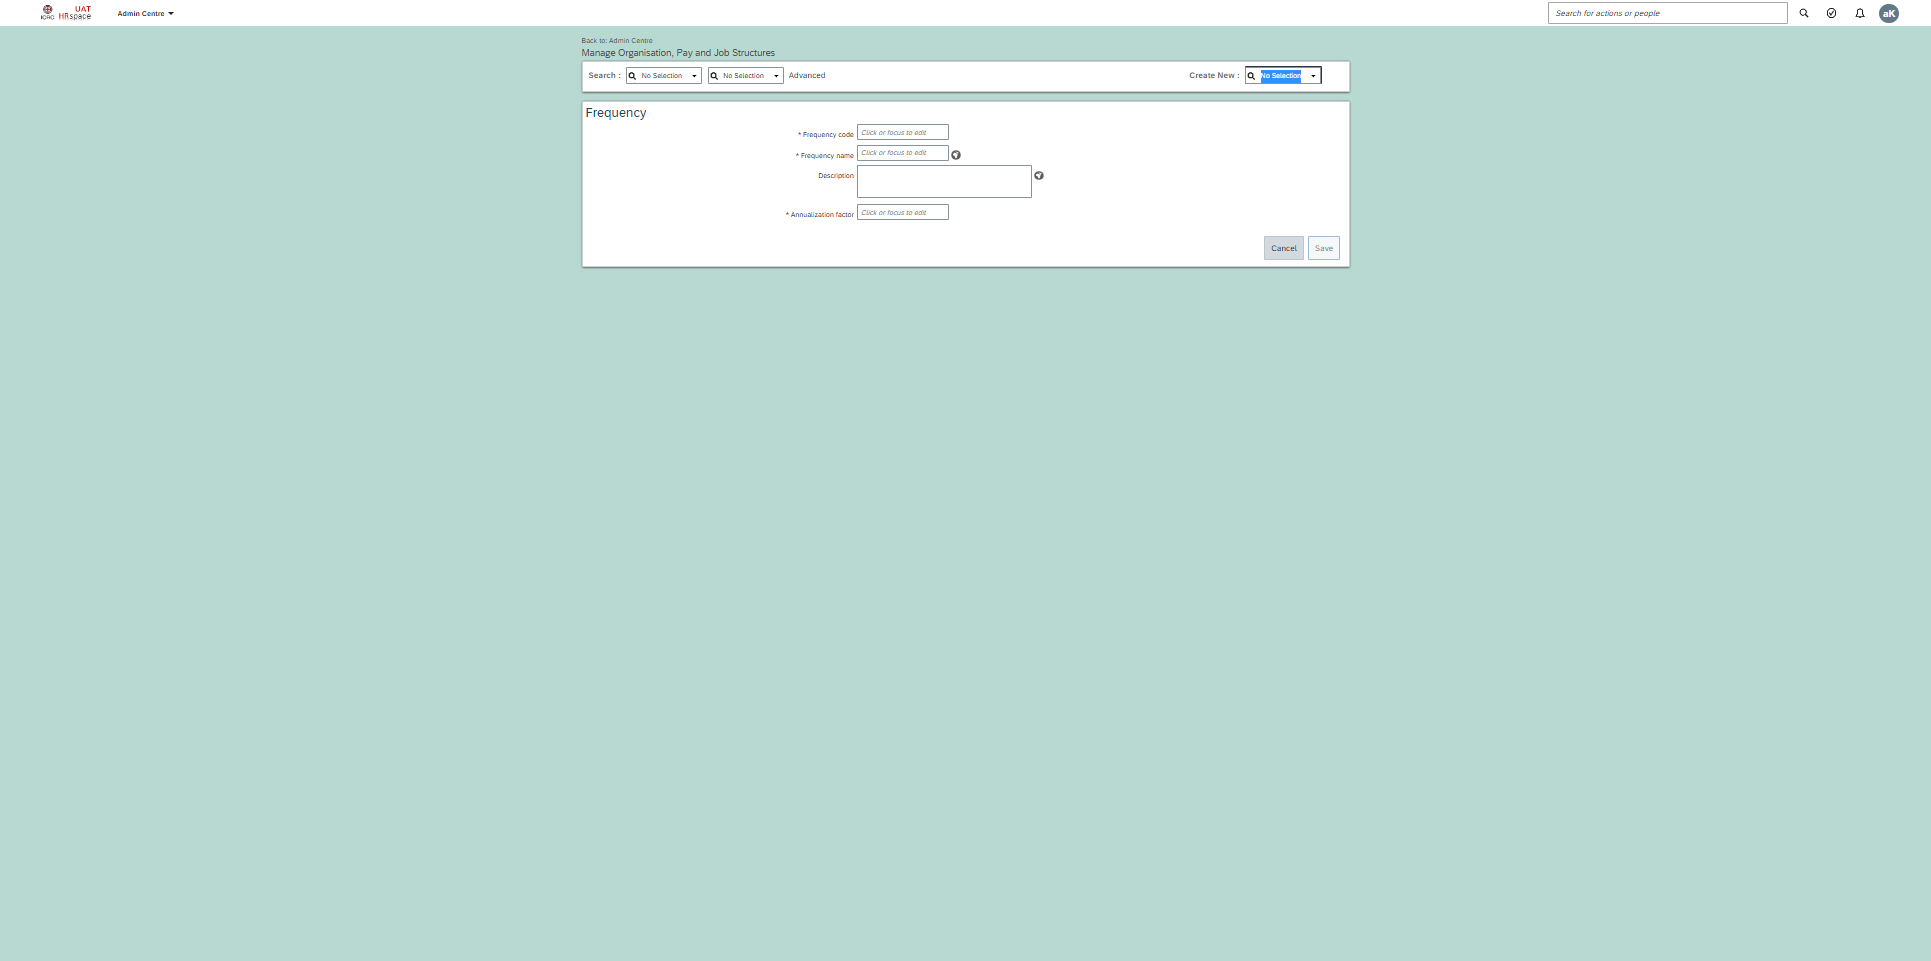 ICRC UAT HRspace Admin Centre Search for actions or people aK
Back to: Admin Centre
Manage Organisation, Pay and Job Structures
Search : No Selection No Selection Advanced Create New : No Selection
Frequency
* Frequency code Click or focus to edit
* Frequency name Click or focus to edit
Description
* Annualization factor Click or focus to edit
Cancel Save